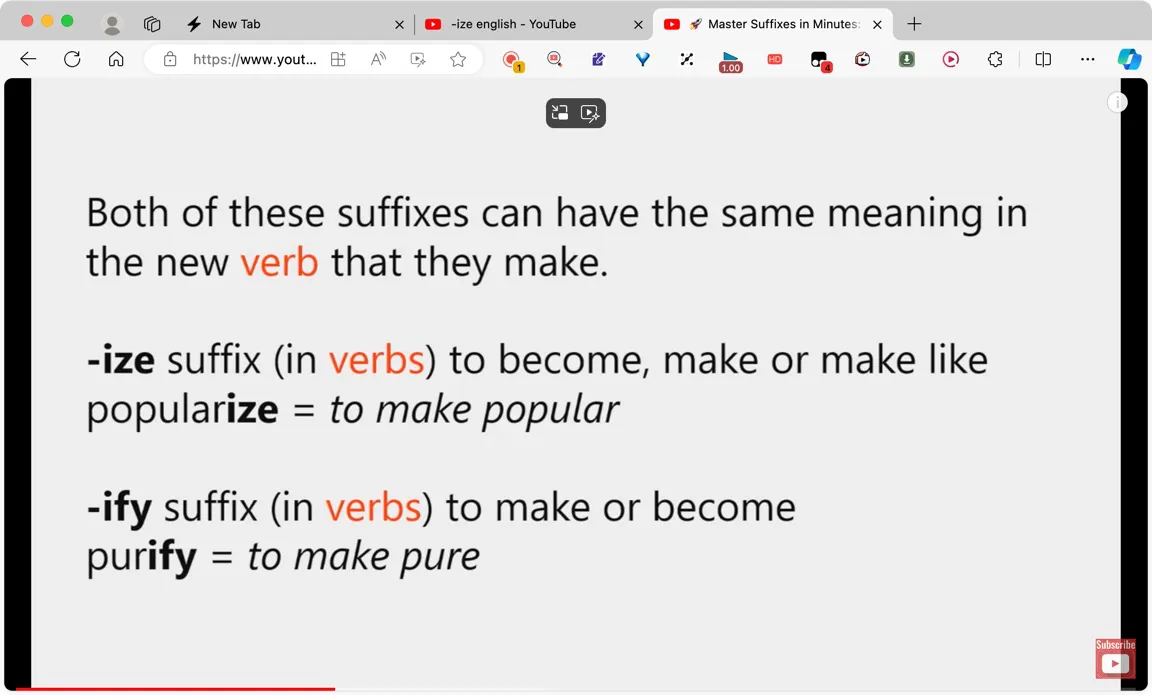 New Tab
-ize english - YouTube
🚀 Master Suffixes in Minutes:
https://www.yout...
1
1.00
HD
4
Both of these suffixes can have the same meaning in
the new verb that they make.
-ize suffix (in verbs) to become, make or make like
popularize = to make popular
-ify suffix (in verbs) to make or become
purify = to make pure
Subscribe